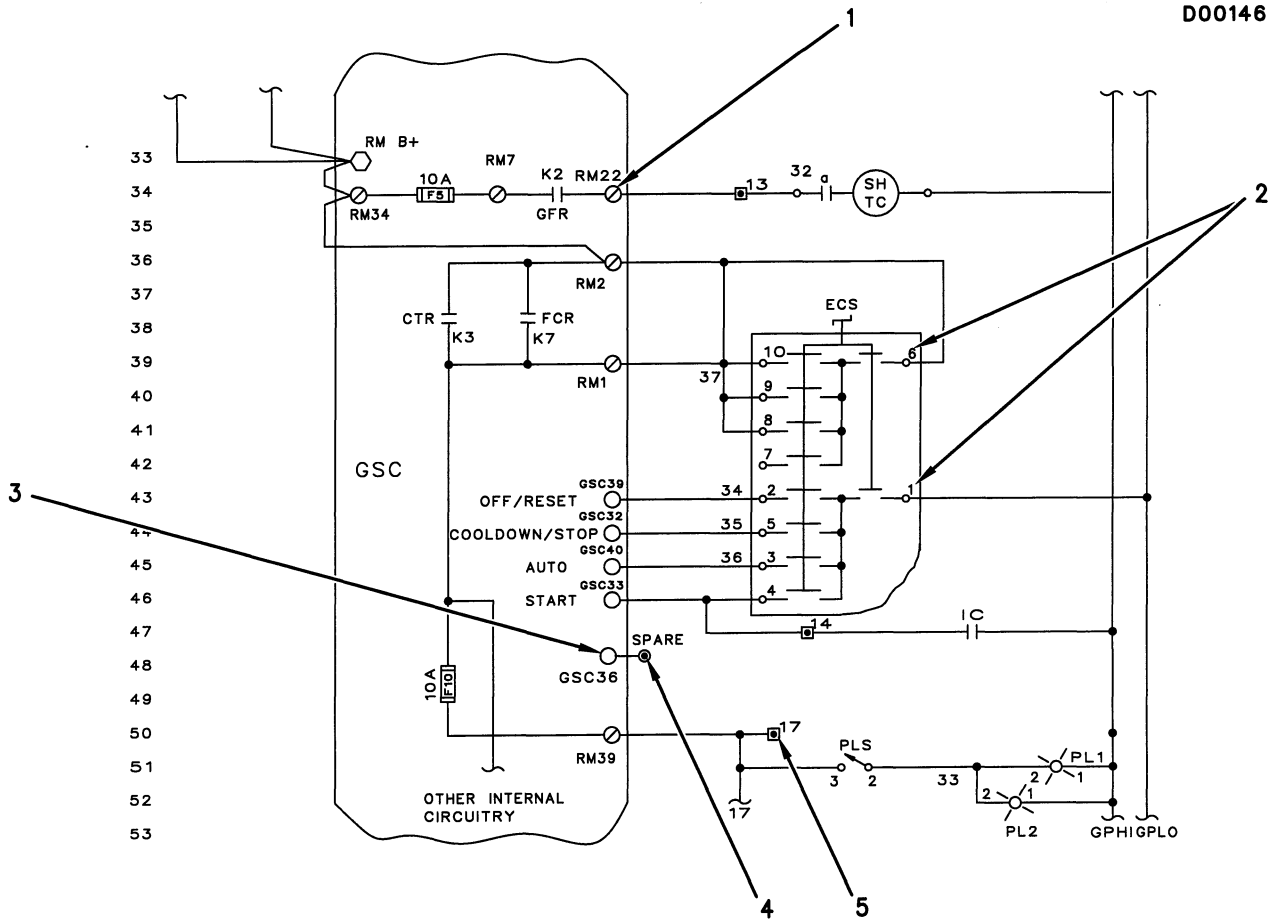 D00146
1
RM B+
33
RM7
10A
K2
RM22
32
a
SH
TC
13
34
F5
GFR
RM34
2
35
36
RM2
37
ECS
38
CTR
K3
FCR
K7
39
10
6
RM1
37
40
9
41
8
42
7
GSC
3
GSC39
43
OFF/RESET
34
2
1
GSC32
44
COOLDOWN/STOP
35
5
GSC40
45
AUTO
36
3
GSC33
46
START
4
47
14
IC
SPARE
48
GSC36
10A
F10
49
50
17
RM39
PLS
51
3
2
33
2
PL1
1
52
OTHER INTERNAL
CIRCUITRY
17
2
1
PL2
GPHI
GPLO
53
4
5